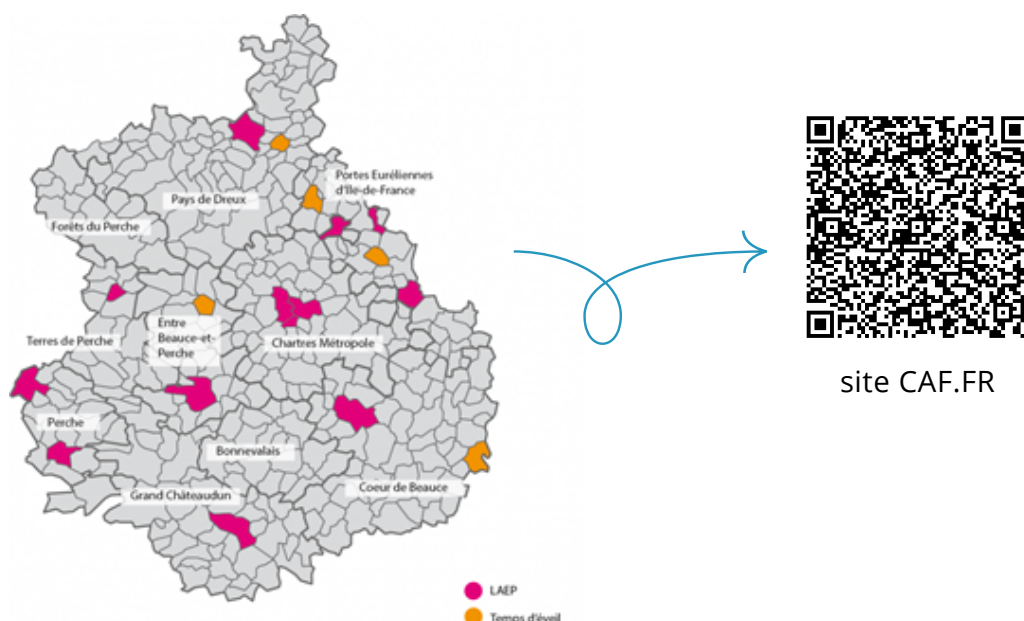 Portes Euréliennes
d'Ile-de-France
Pays de Dreux
Forêts du Perche
Entre
Beauce-et-
Perche
Terres de Perche
Chartres Métropole
Perche
Bonnevalais
Coeur de Beauce
Grand Châteaudun
LAEP
Temps d'éveil
site CAF.FR